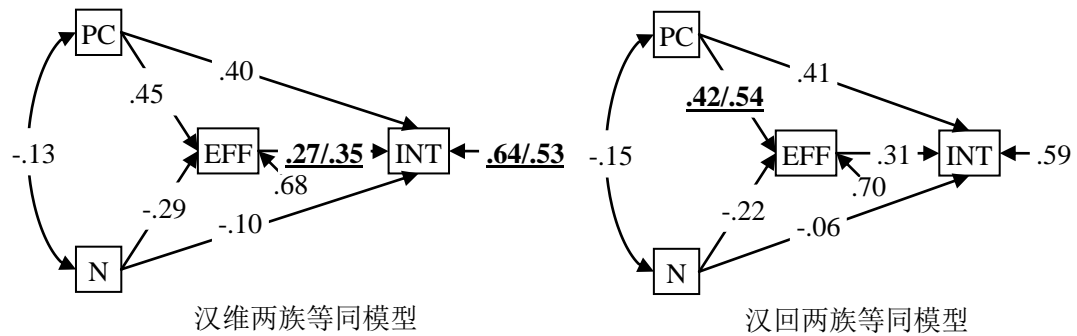 PC
.40
.45
-.13
EFF
.27/.35
INT
.64/.53
.68
-.29
-.10
N
汉维两族等同模型
PC
.41
.42/.54
-.15
EFF
.31
INT
.59
.70
-.22
-.06
N
汉回两族等同模型